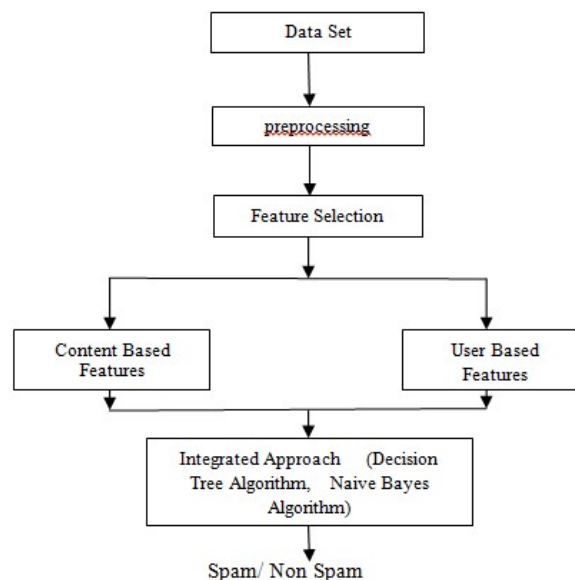 Data Set
preprocessing
Feature Selection
Content Based
Features
User Based
Features
Integrated Approach (Decision
Tree Algorithm, Naive Bayes
Algorithm)
Spam/ Non Spam